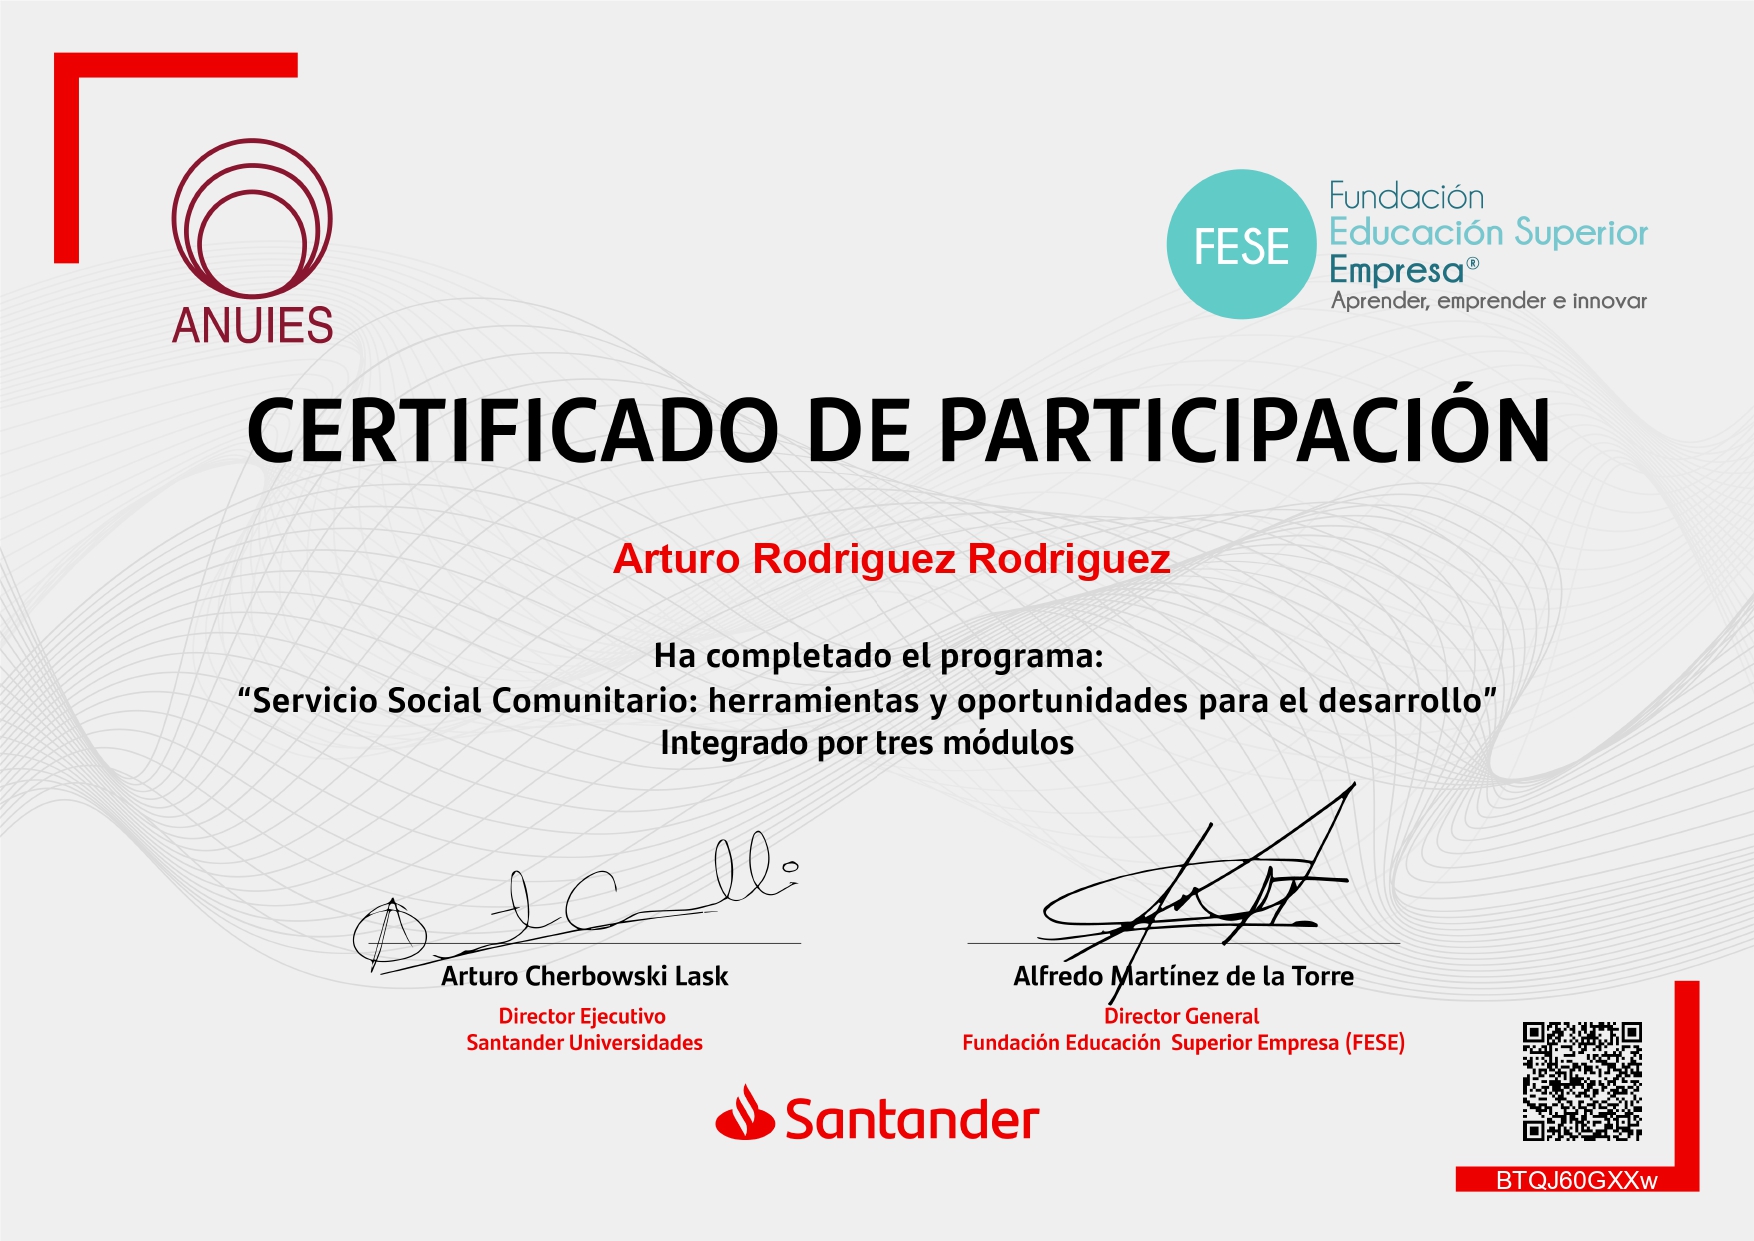 ANUIES
FESE
Fundación
Educación Superior
Empresa®
Aprender, emprender e innovar
CERTIFICADO DE PARTICIPACIÓN
Arturo Rodriguez Rodriguez
Ha completado el programa:
“Servicio Social Comunitario: herramientas y oportunidades para el desarrollo”
Integrado por tres módulos
Arturo Cherbowski Lask
Director Ejecutivo
Santander Universidades
Alfredo Martínez de la Torre
Director General
Fundación Educación Superior Empresa (FESE)
Santander
BTQJ60GXXw